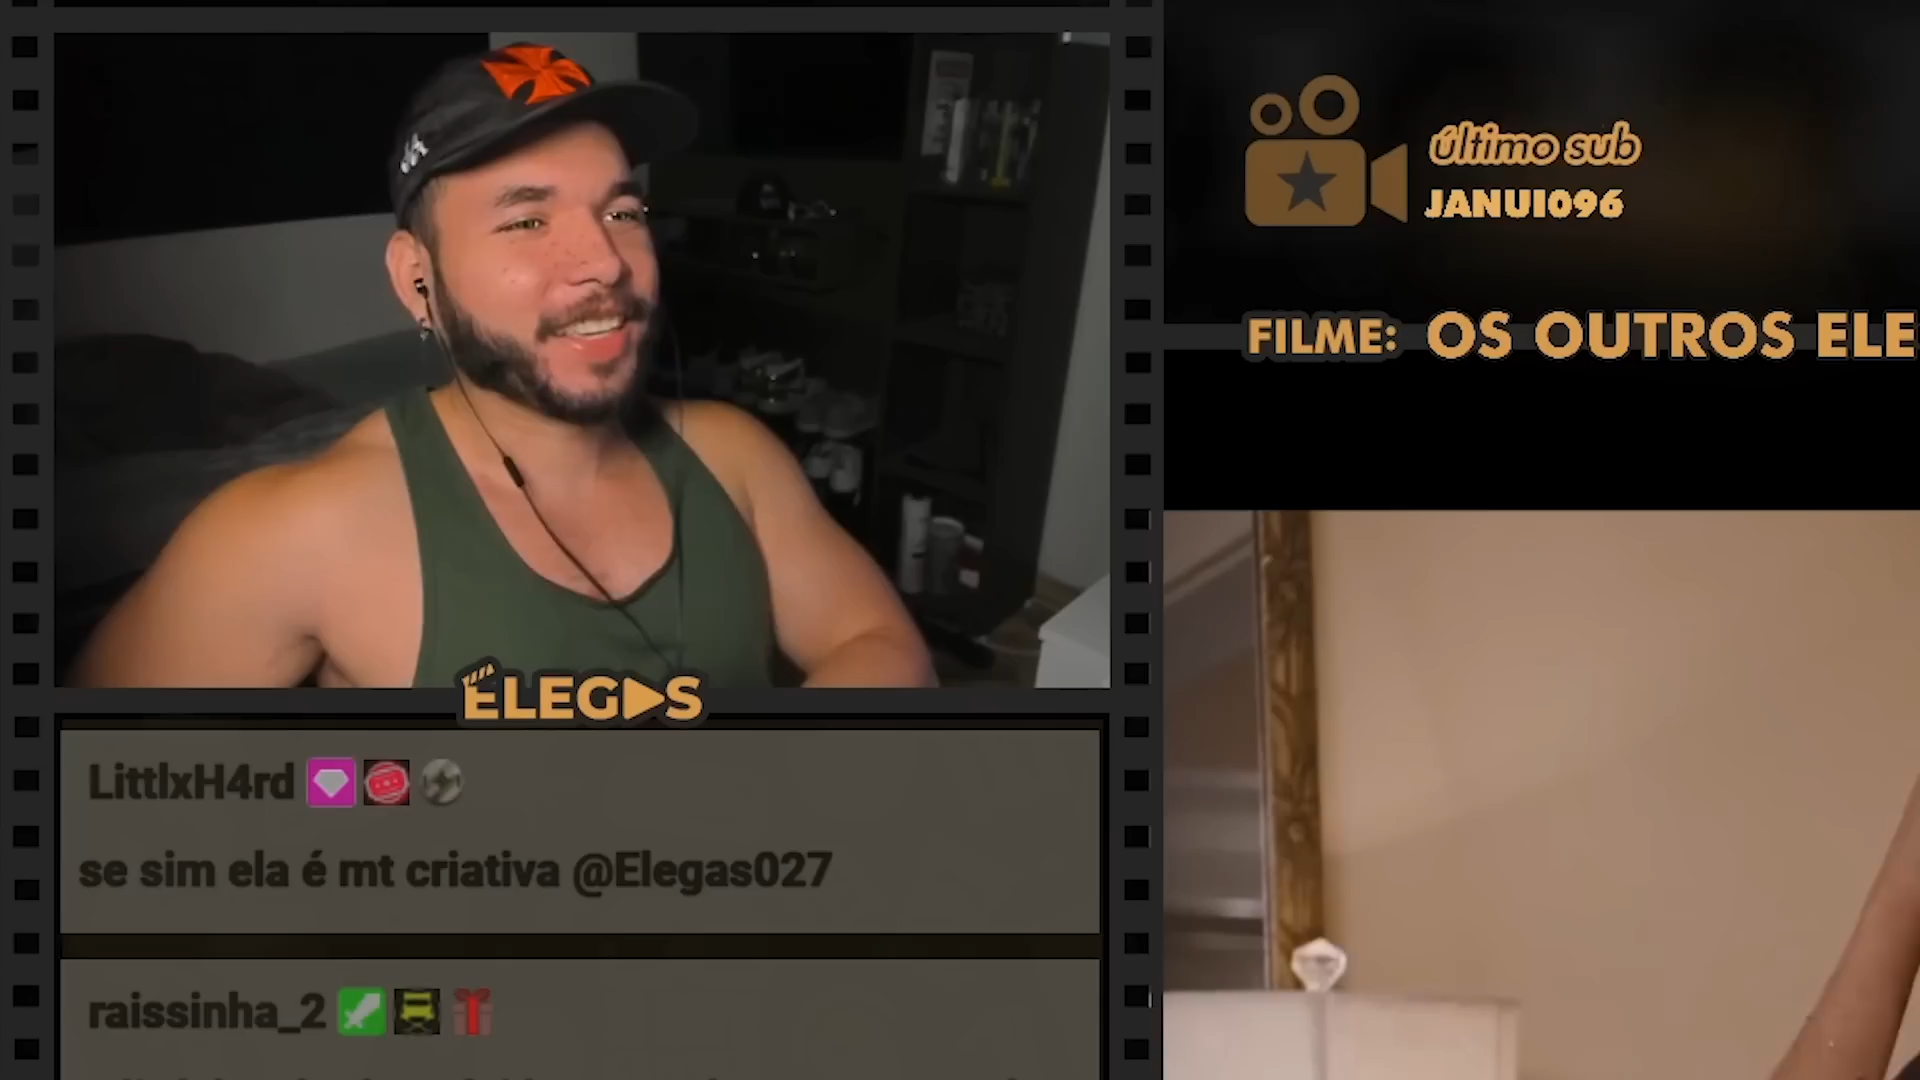 último sub
JANUI096
FILME: OS OUTROS ELE
ELEGAS
LittlxH4rd
se sim ela é mt criativa @Elegas027
raissinha_2